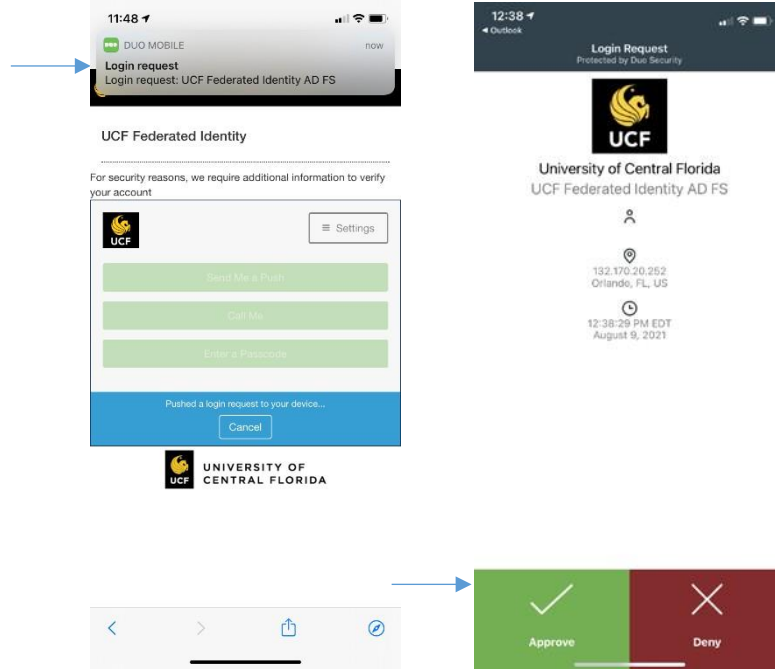 11:48
DUO MOBILE
now
Login request
Login request: UCF Federated Identity AD FS
UCF Federated Identity
For security reasons, we require additional information to verify
your account
UCF
≡ Settings
Send Me a Push
Call Me
Enter a Passcode
Pushed a login request to your device...
Cancel
UCF
UNIVERSITY OF
CENTRAL FLORIDA
12:38
Outlook
Login Request
Protected by Duo Security
UCF
University of Central Florida
UCF Federated Identity AD FS
132.170.20.252
Orlando, FL, US
12:38:29 PM EDT
August 9, 2021
Approve
Deny